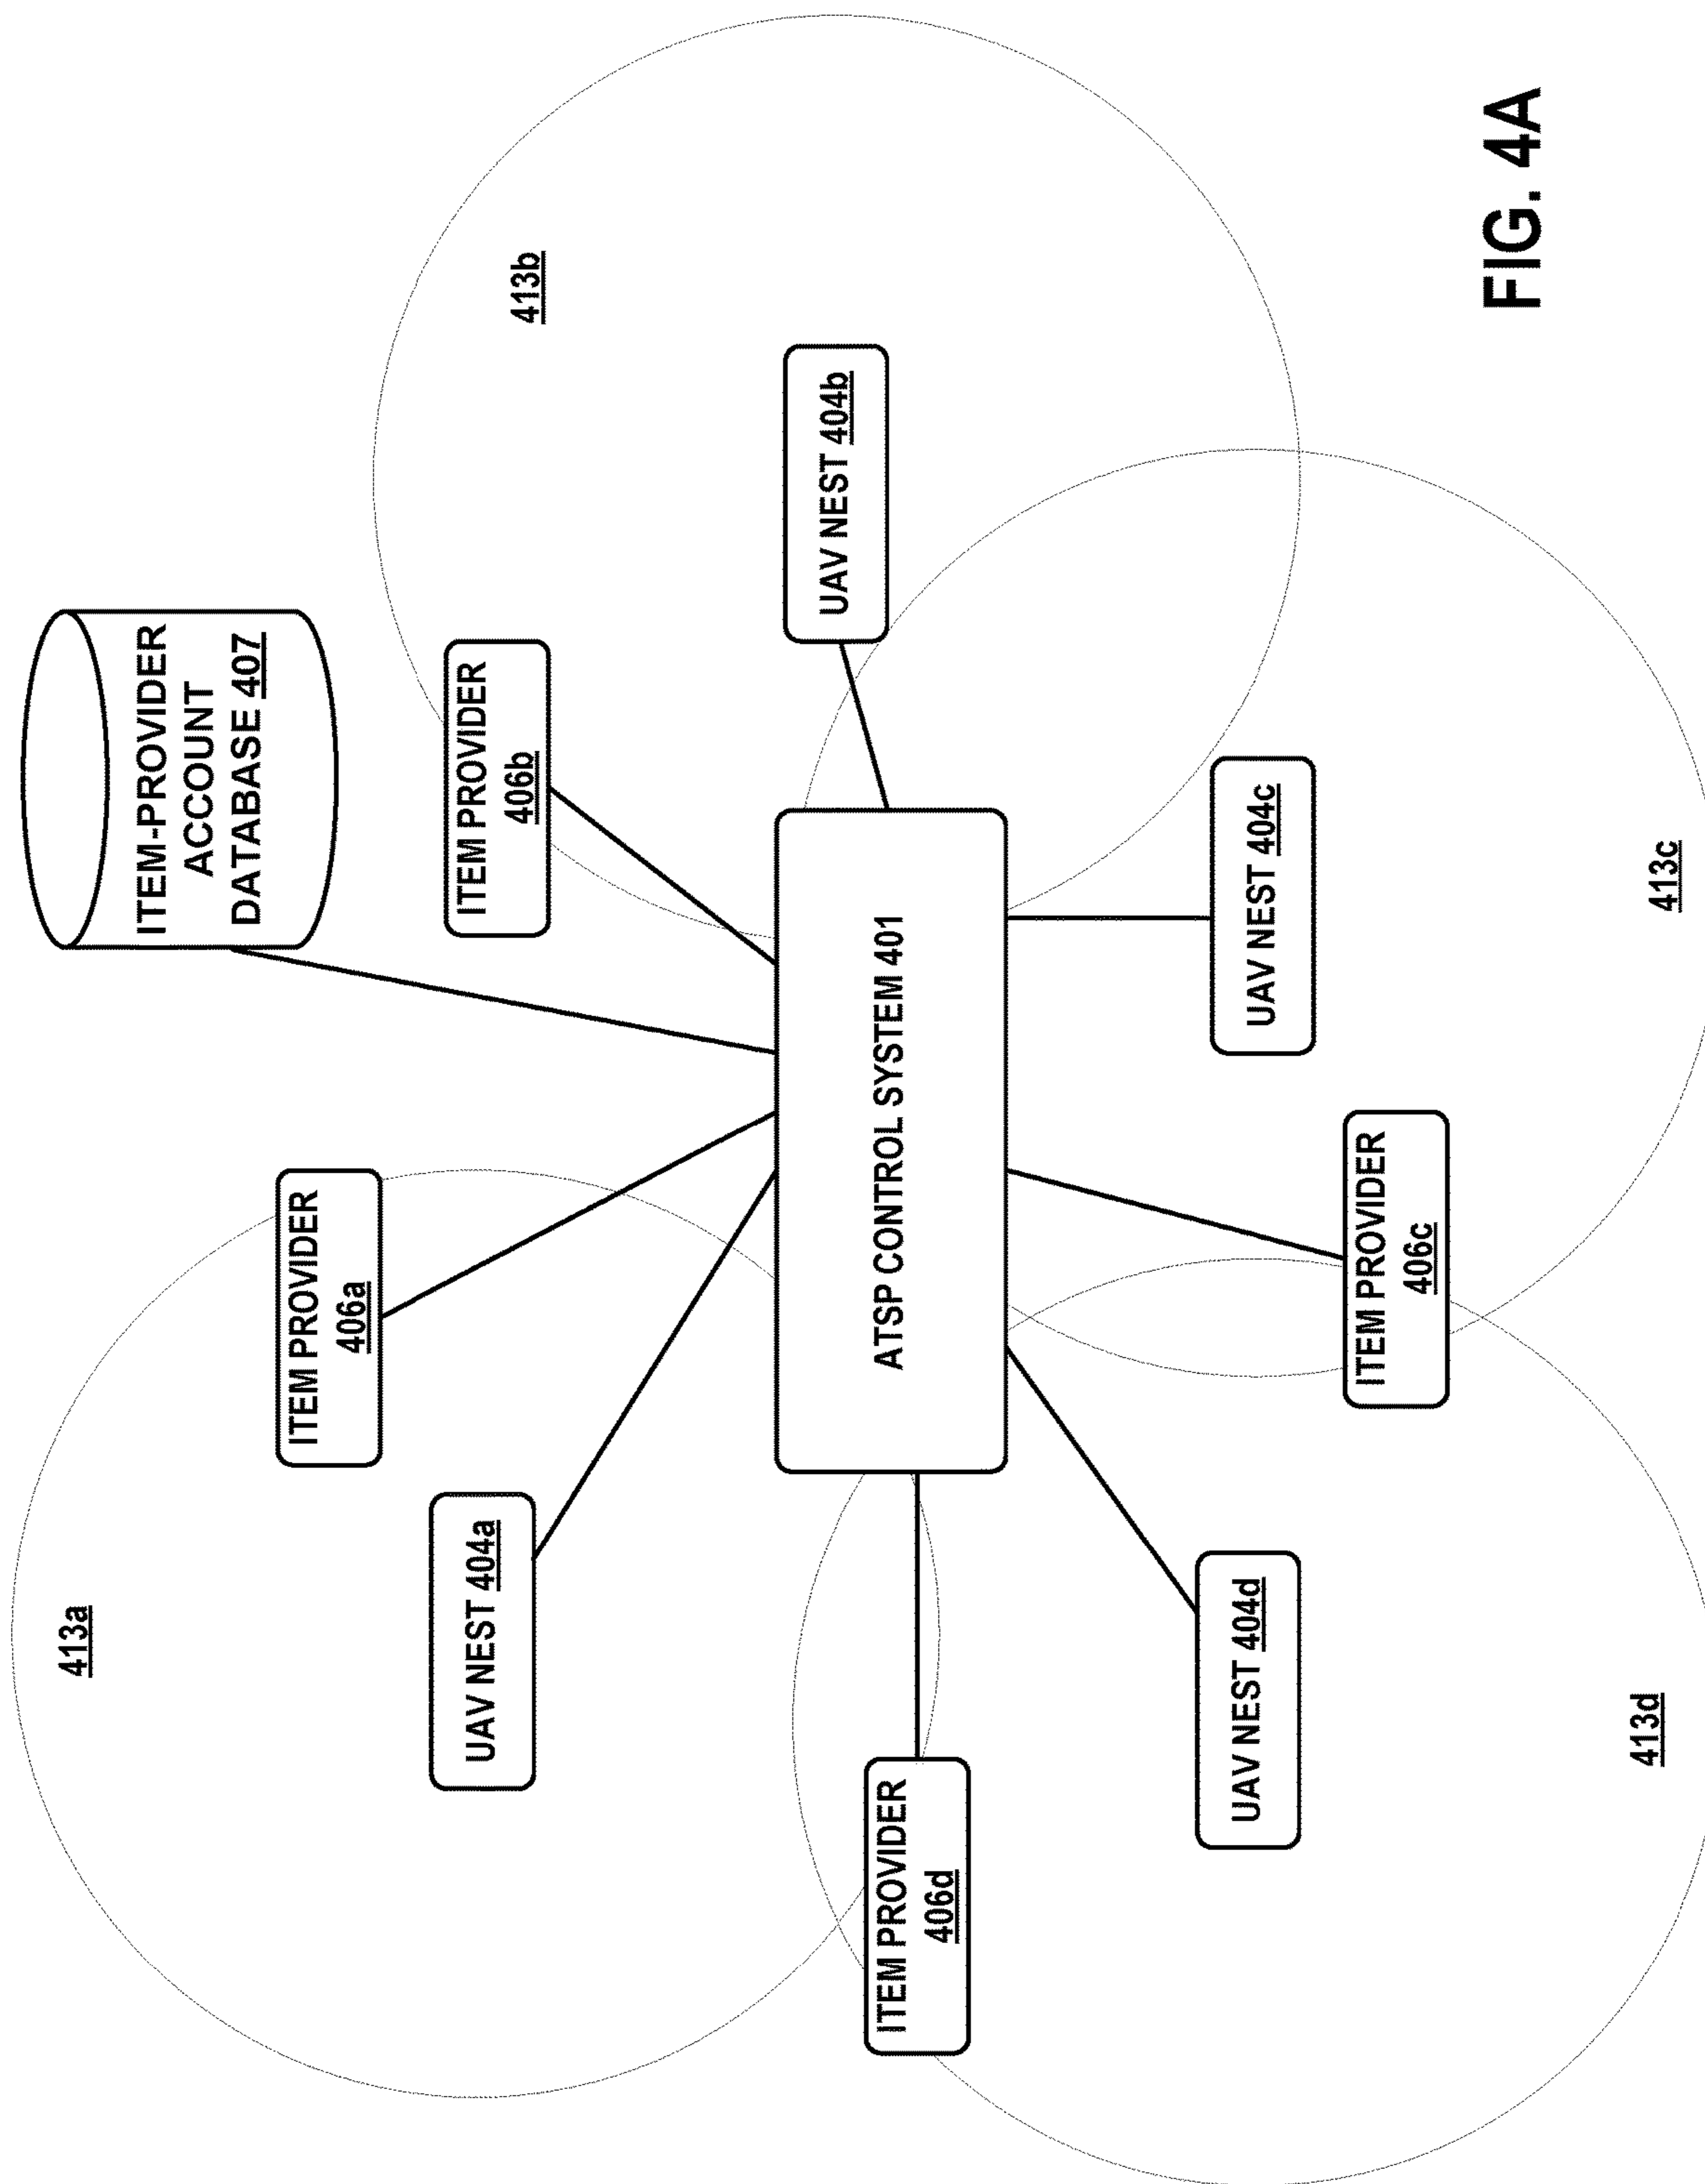 413a
ITEM-PROVIDER
ACCOUNT
DATABASE 407
ITEM PROVIDER
406a
ITEM PROVIDER
406b
UAV NEST 404a
413b
UAV NEST 404b
ATSP CONTROL SYSTEM 401
ITEM PROVIDER
406d
UAV NEST 404d
UAV NEST 404c
ITEM PROVIDER
406c
FIG. 4A
413d
413c